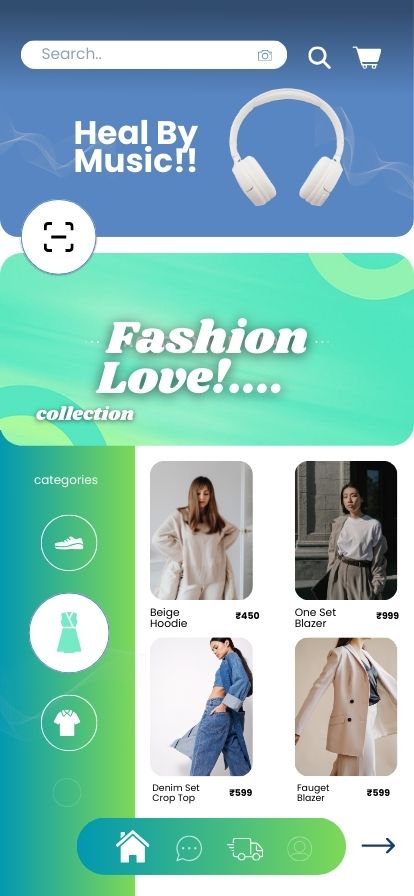 Search..
Heal By
Music!!
Fashion
Love!....
collection
categories
Beige
Hoodie
₹450
One Set
Blazer
₹999
Denim Set
Crop Top
₹599
Fauget
Blazer
₹599